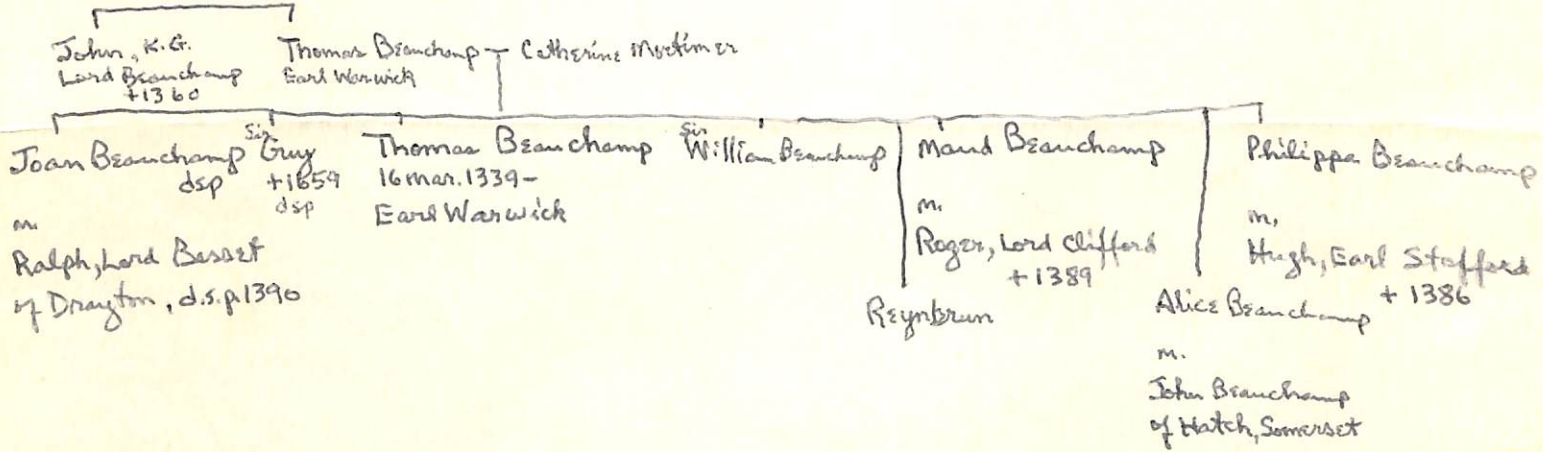 John, K.G.
Lord Beauchamp
+1360
Thomas Beauchamp
Earl Warwick
Catherine Mortimer
Joan Beauchamp
dsp
m.
Ralph, Lord Basset
of Drayton, d.s.p. 1390
Sir
Guy
+1359
dsp
Thomas Beauchamp
16 Mar. 1339-
Earl Warwick
Sir
William Beauchamp
Reynbrun
Maud Beauchamp
m.
Roger, Lord Clifford
+ 1389
Alice Beauchamp
m.
John Beauchamp
of Hatch, Somerset
Philippa Beauchamp
m.
Hugh, Earl Stafford
+ 1386